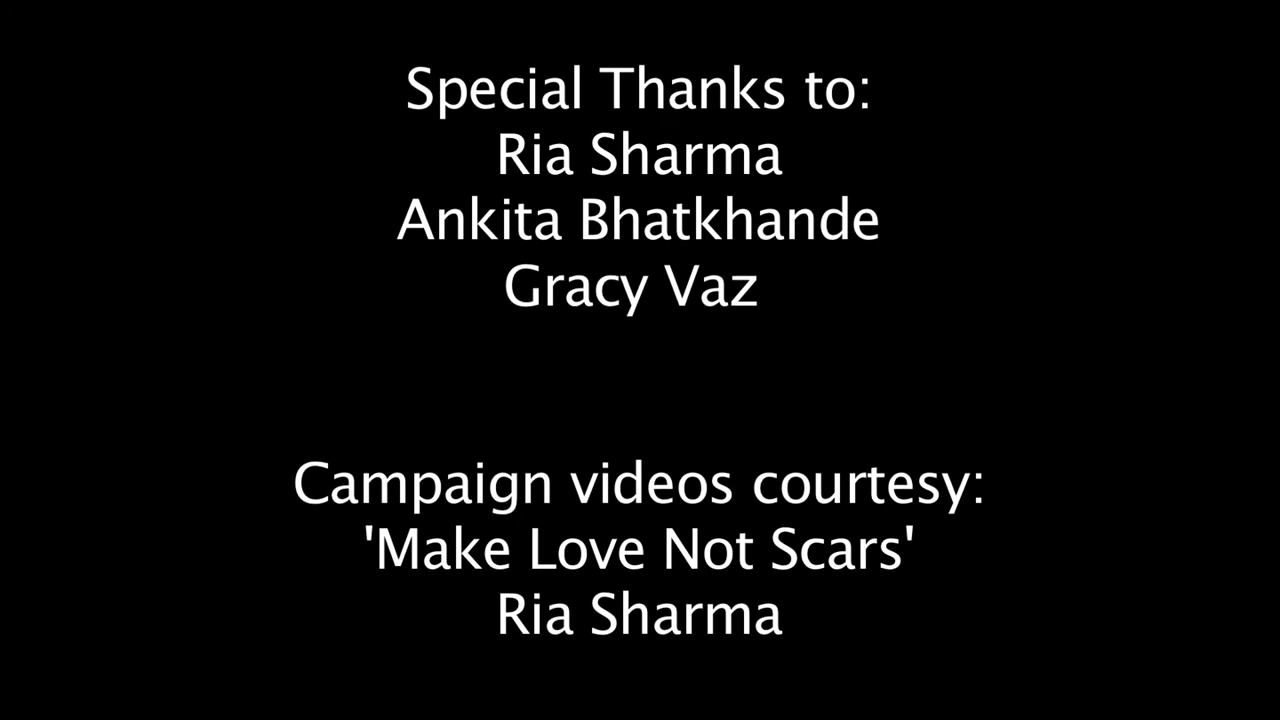 Special Thanks to:
Ria Sharma
Ankita Bhatkhande
Gracy Vaz
Campaign videos courtesy:
'Make Love Not Scars'
Ria Sharma